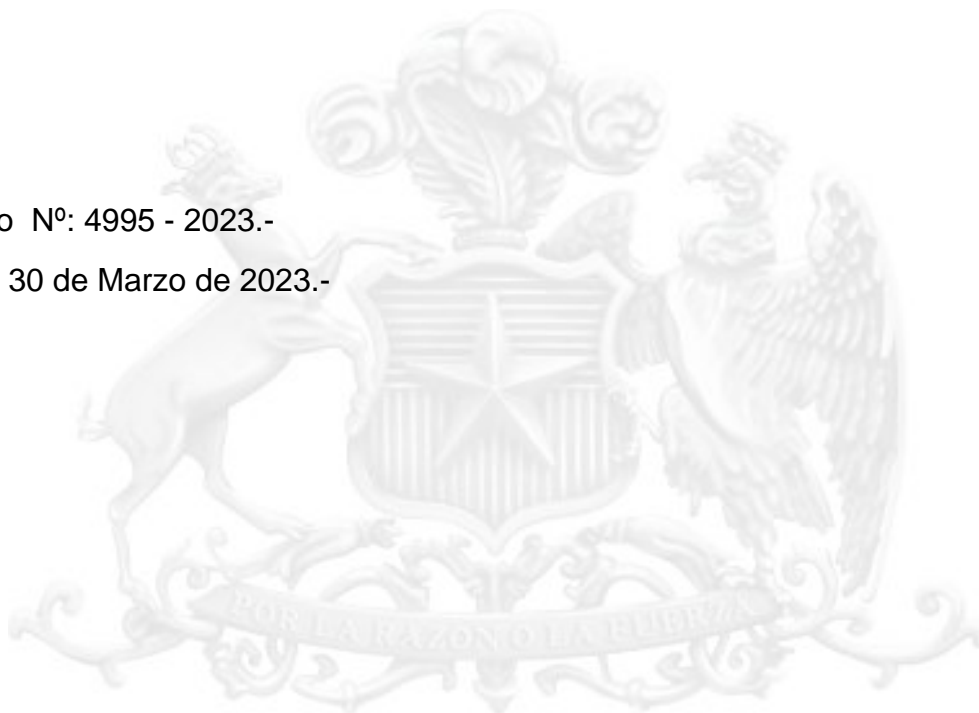 o Nº: 4995 - 2023.-
30 de Marzo de 2023.-
POR LA RAZON O LA FUERZA